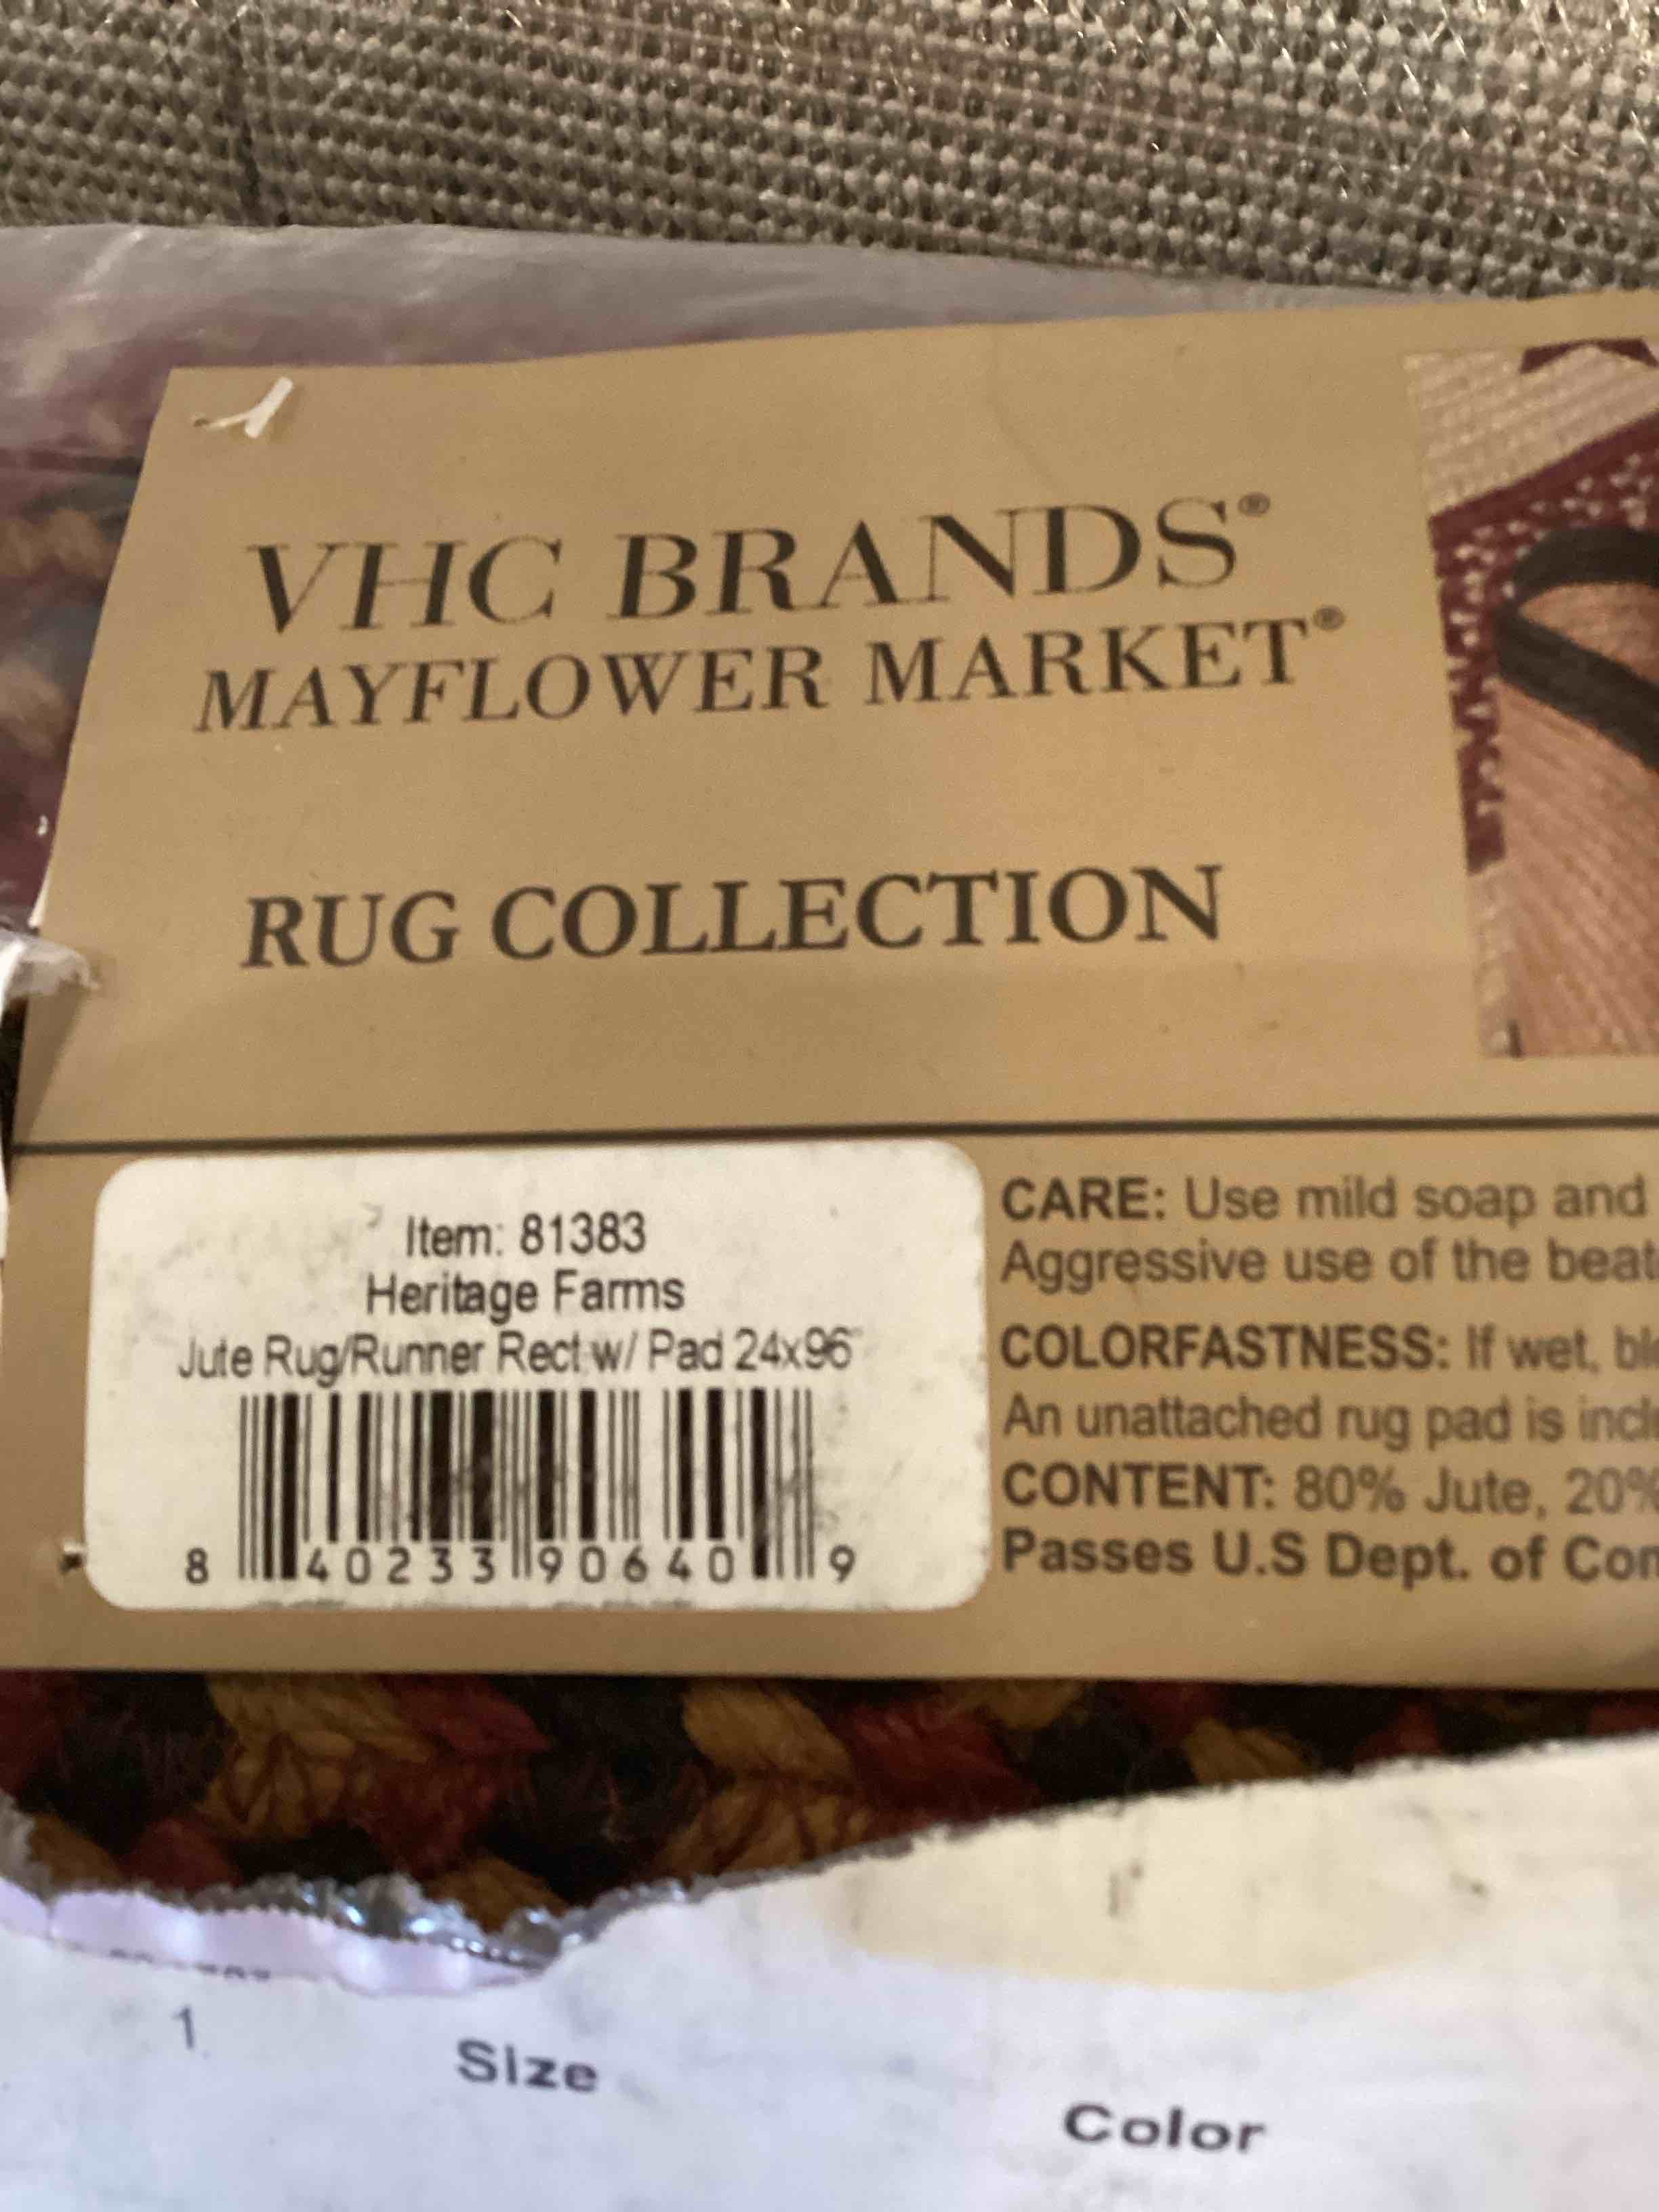 VHC BRANDS®
MAYFLOWER MARKET®
RUG COLLECTION
Item: 81383
Heritage Farms
Jute Rug/Runner Rect w/ Pad 24x96"
8 40233 90640 9
CARE: Use mild soap and
Aggressive use of the beat
COLORFASTNESS: If wet,
An unattached rug pad is
CONTENT: 80% Jute, 20%
Passes U.S Dept. of
1
Size
Color